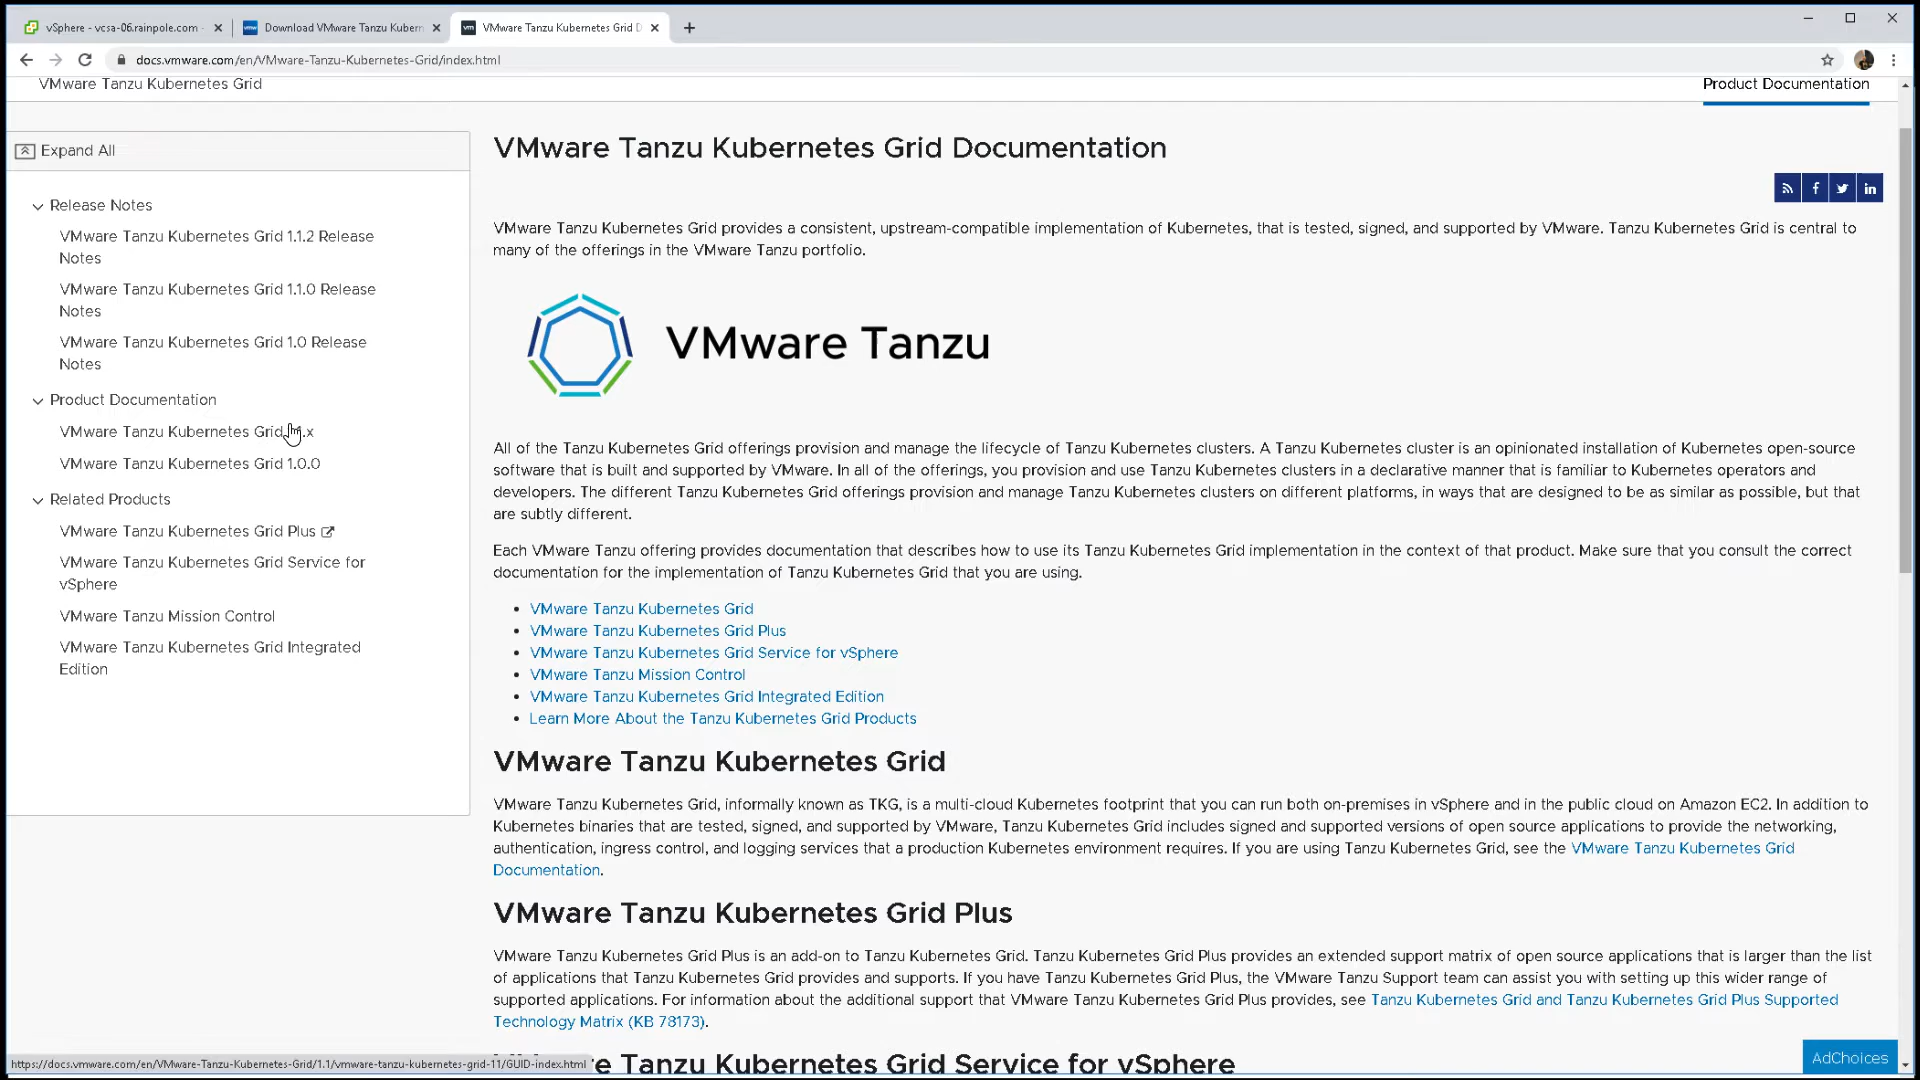 vSphere - vcsa-06.rainpole.com -
Download VMware Tanzu Kubern
vm
VMware Tanzu Kubernetes Grid D
docs.vmware.com/en/VMware-Tanzu-Kubernetes-Grid/index.html
VMware Tanzu Kubernetes Grid
Product Documentation
Expand All
Release Notes
VMware Tanzu Kubernetes Grid 1.1.2 Release
Notes
VMware Tanzu Kubernetes Grid 1.1.0 Release
Notes
VMware Tanzu Kubernetes Grid 1.0 Release
Notes
Product Documentation
VMware Tanzu Kubernetes Grid .x
VMware Tanzu Kubernetes Grid 1.0.0
Related Products
VMware Tanzu Kubernetes Grid Plus
VMware Tanzu Kubernetes Grid Service for
vSphere
VMware Tanzu Mission Control
VMware Tanzu Kubernetes Grid Integrated
Edition
VMware Tanzu Kubernetes Grid Documentation
VMware Tanzu Kubernetes Grid provides a consistent, upstream-compatible implementation of Kubernetes, that is tested, signed, and supported by VMware. Tanzu Kubernetes Grid is central to
many of the offerings in the VMware Tanzu portfolio.
VMware Tanzu
All of the Tanzu Kubernetes Grid offerings provision and manage the lifecycle of Tanzu Kubernetes clusters. A Tanzu Kubernetes cluster is an opinionated installation of Kubernetes open-source
software that is built and supported by VMware. In all of the offerings, you provision and use Tanzu Kubernetes clusters in a declarative manner that is familiar to Kubernetes operators and
developers. The different Tanzu Kubernetes Grid offerings provision and manage Tanzu Kubernetes clusters on different platforms, in ways that are designed to be as similar as possible, but that
are subtly different.
Each VMware Tanzu offering provides documentation that describes how to use its Tanzu Kubernetes Grid implementation in the context of that product. Make sure that you consult the correct
documentation for the implementation of Tanzu Kubernetes Grid that you are using.
• VMware Tanzu Kubernetes Grid
• VMware Tanzu Kubernetes Grid Plus
• VMware Tanzu Kubernetes Grid Service for vSphere
• VMware Tanzu Mission Control
• VMware Tanzu Kubernetes Grid Integrated Edition
• Learn More About the Tanzu Kubernetes Grid Products
VMware Tanzu Kubernetes Grid
VMware Tanzu Kubernetes Grid, informally known as TKG, is a multi-cloud Kubernetes footprint that you can run both on-premises in vSphere and in the public cloud on Amazon EC2. In addition to
Kubernetes binaries that are tested, signed, and supported by VMware, Tanzu Kubernetes Grid includes signed and supported versions of open source applications to provide the networking,
authentication, ingress control, and logging services that a production Kubernetes environment requires. If you are using Tanzu Kubernetes Grid, see the VMware Tanzu Kubernetes Grid
Documentation.
VMware Tanzu Kubernetes Grid Plus
VMware Tanzu Kubernetes Grid Plus is an add-on to Tanzu Kubernetes Grid. Tanzu Kubernetes Grid Plus provides an extended support matrix of open source applications that is larger than the list
of applications that Tanzu Kubernetes Grid provides and supports. If you have Tanzu Kubernetes Grid Plus, the VMware Tanzu Support team can assist you with setting up this wider range of
supported applications. For information about the additional support that VMware Tanzu Kubernetes Grid Plus provides, see Tanzu Kubernetes Grid and Tanzu Kubernetes Grid Plus Supported
Technology Matrix (KB 78173).
e Tanzu Kubernetes Grid Service for vSphere
https://docs.vmware.com/en/VMware-Tanzu-Kubernetes-Grid/1.1/vmware-tanzu-kubernetes-grid-11/GUID-index.html
AdChoices